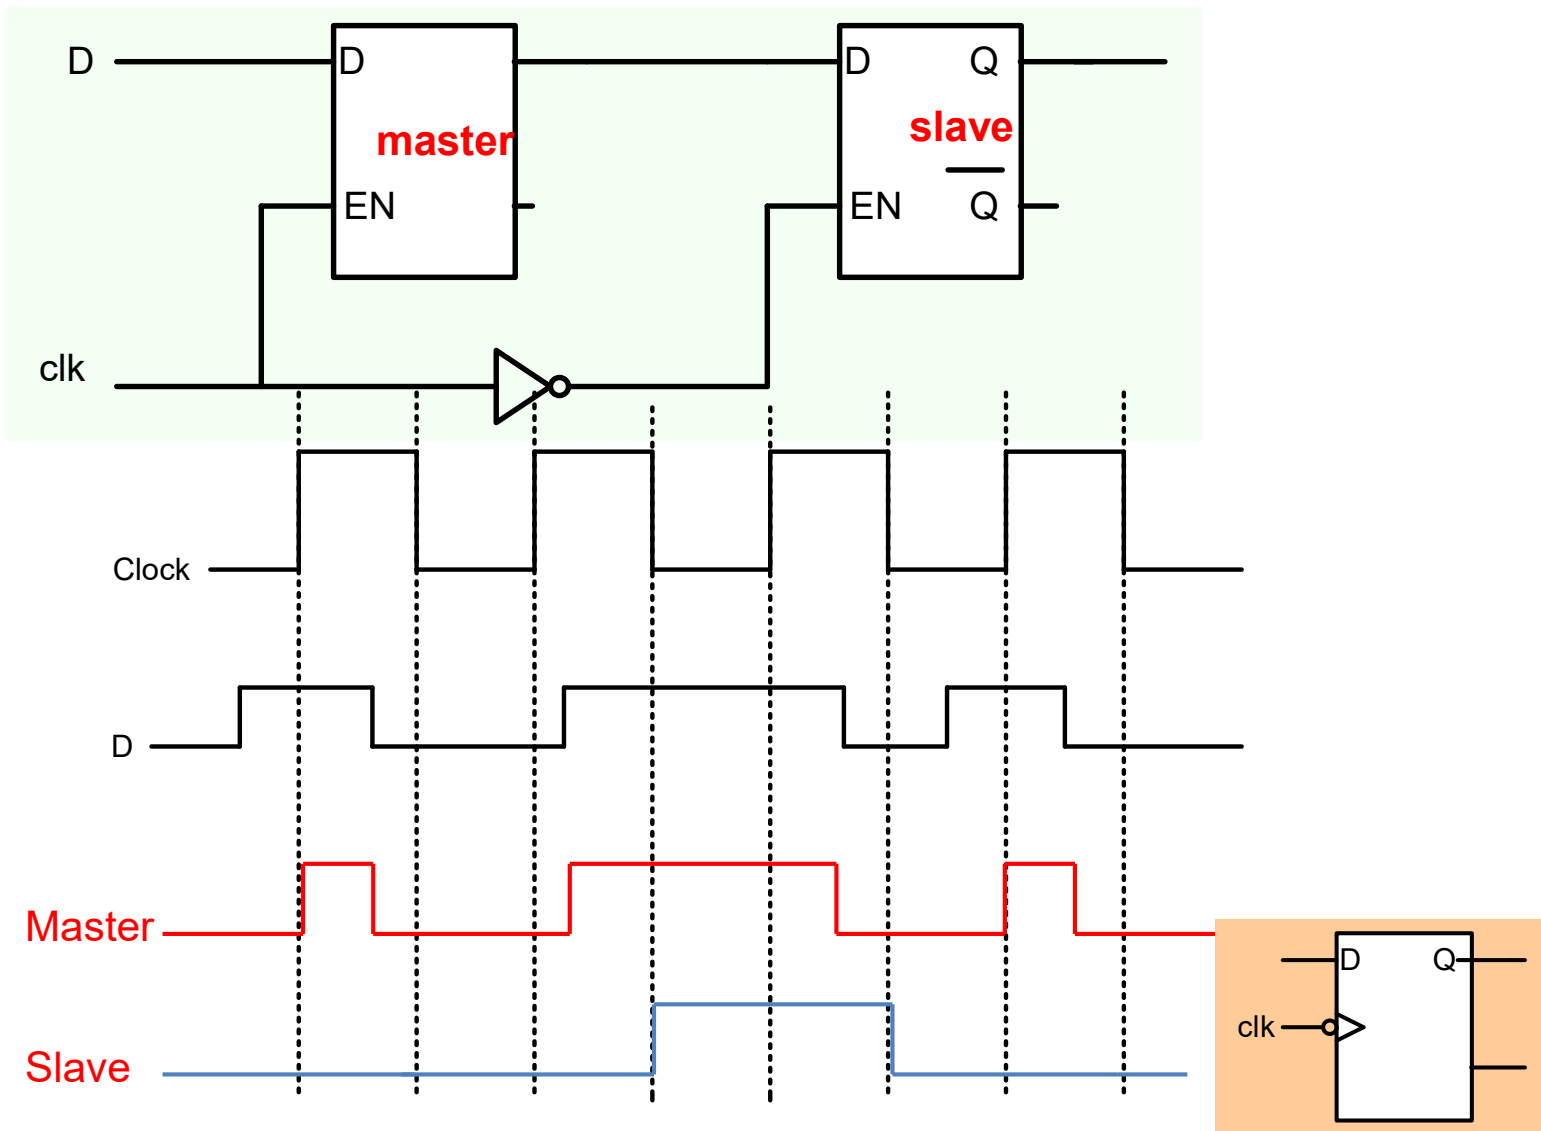 D D D Q
master slave
EN EN Q
clk
Clock
D
Master
D Q
clk
Slave